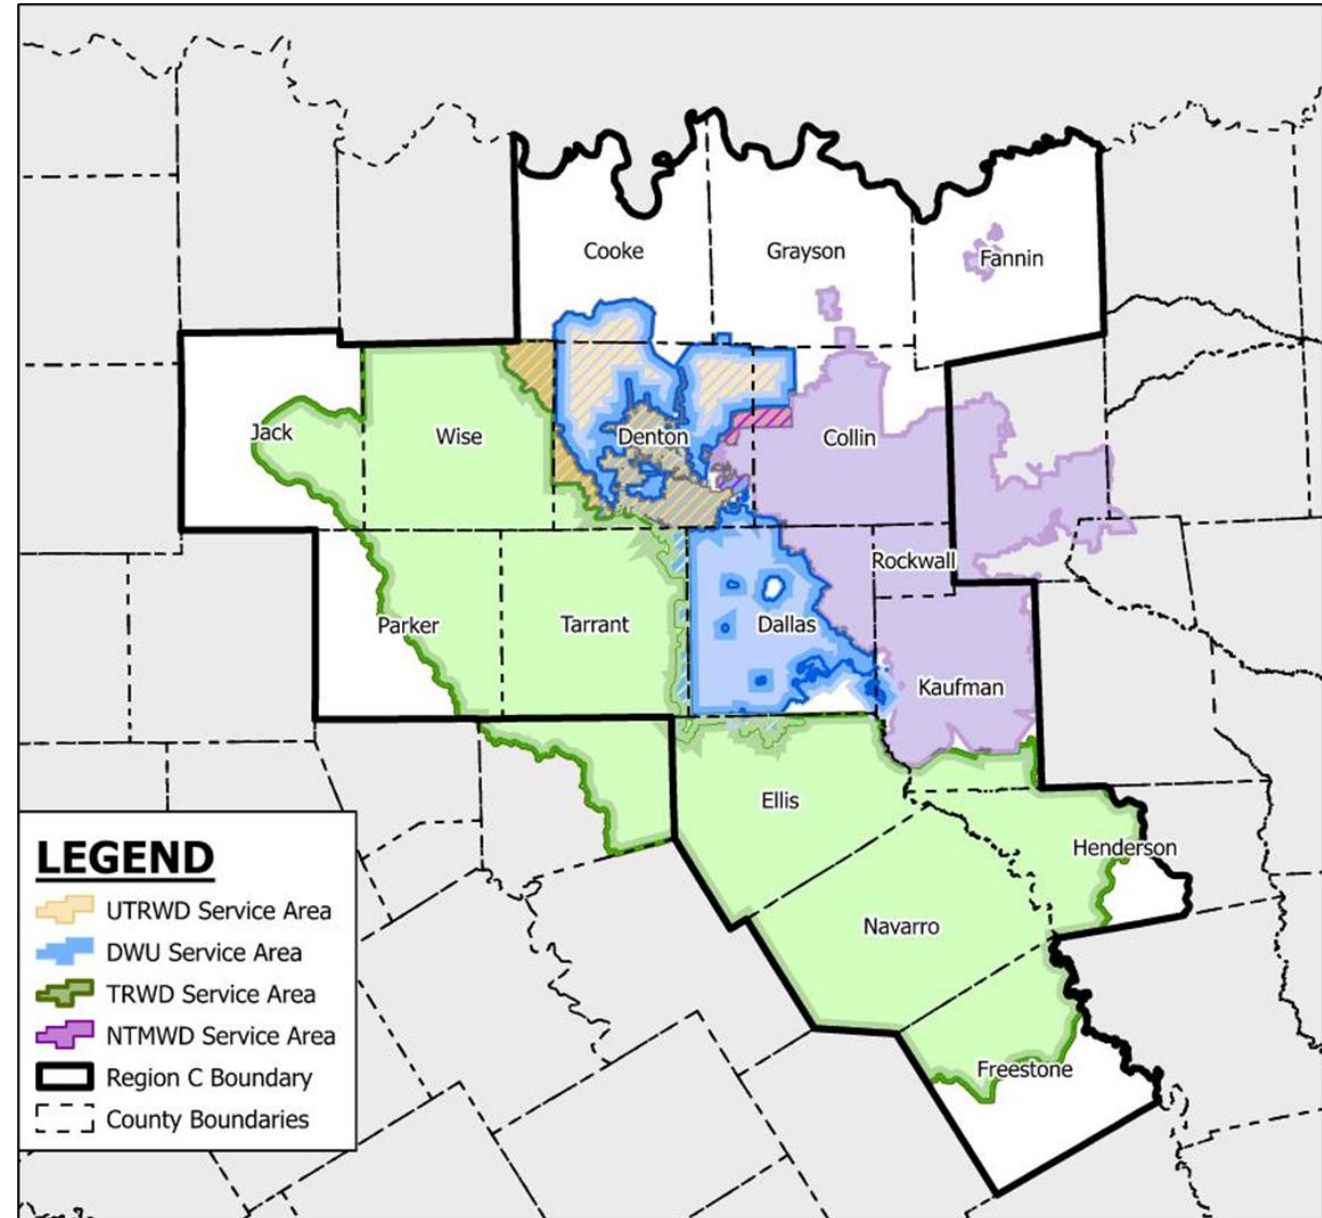 Cooke
Grayson
Fannin
Jack
Wise
Denton
Collin
Rockwall
Parker
Tarrant
Dallas
Kaufman
Ellis
Henderson
Navarro
Freestone
LEGEND
UTRWD Service Area
DWU Service Area
TRWD Service Area
NTMWD Service Area
Region C Boundary
County Boundaries